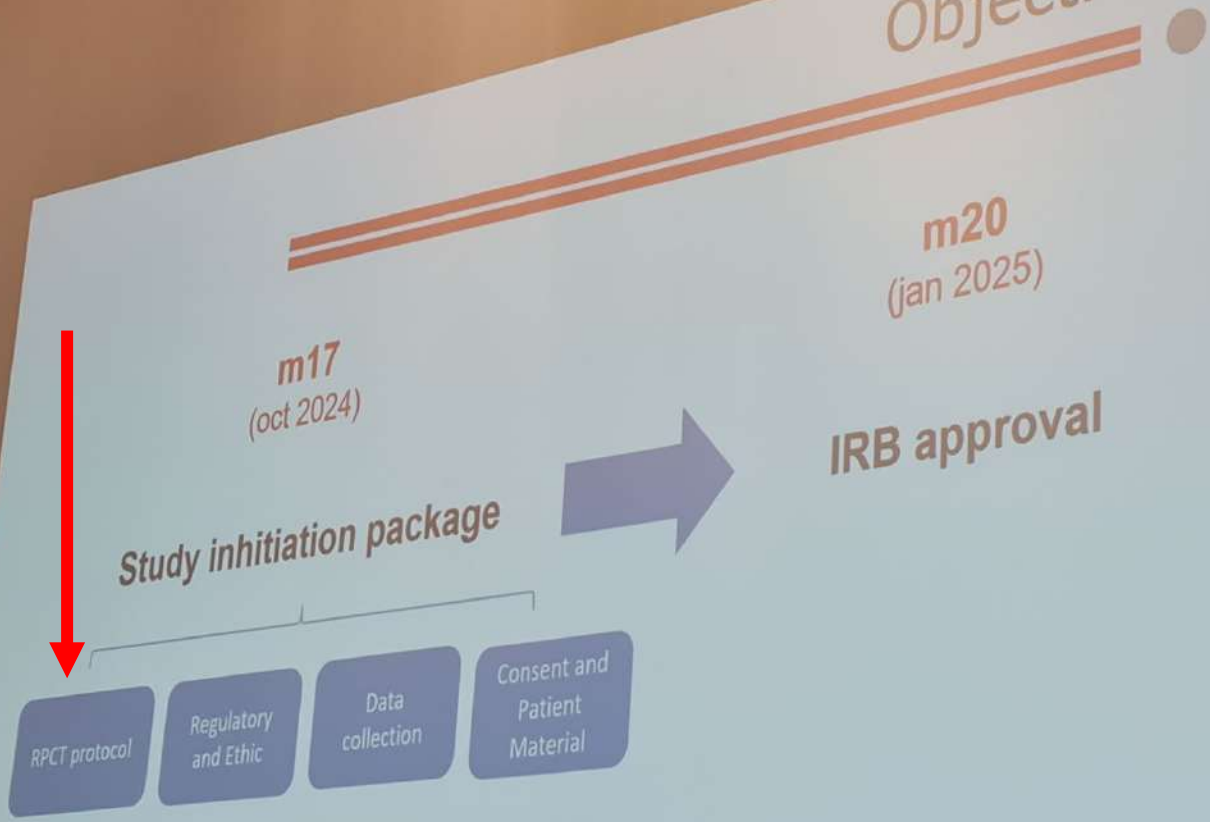 m17
(oct 2024)
Study inhitiation package
RPCT protocol
Regulatory
and Ethic
Data
collection
Consent and
Patient
Material
m20
(jan 2025)
IRB approval